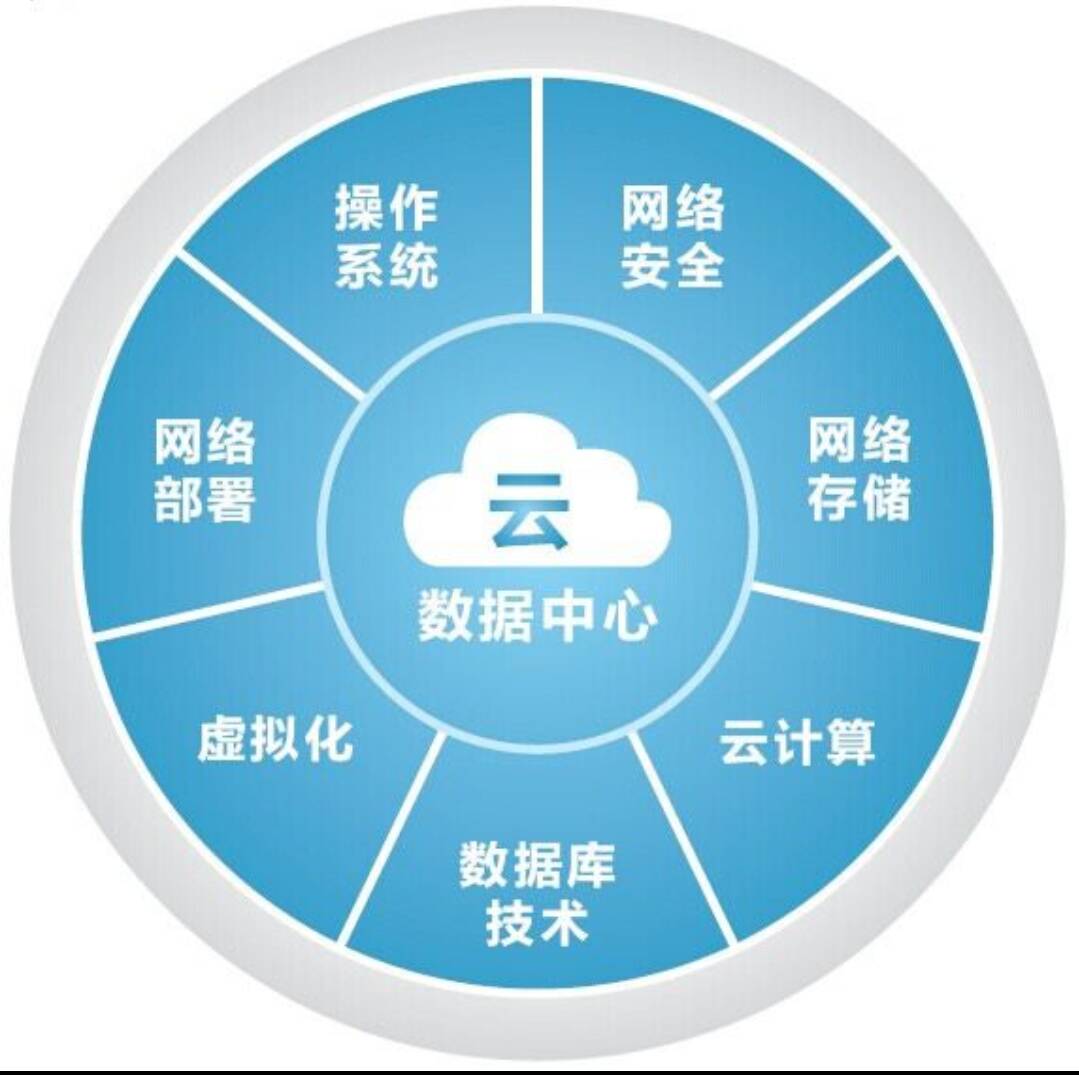 操作
系统
网络
安全
网络
部署
网络
存储
云
数据中心
虚拟化
云计算
数据库
技术